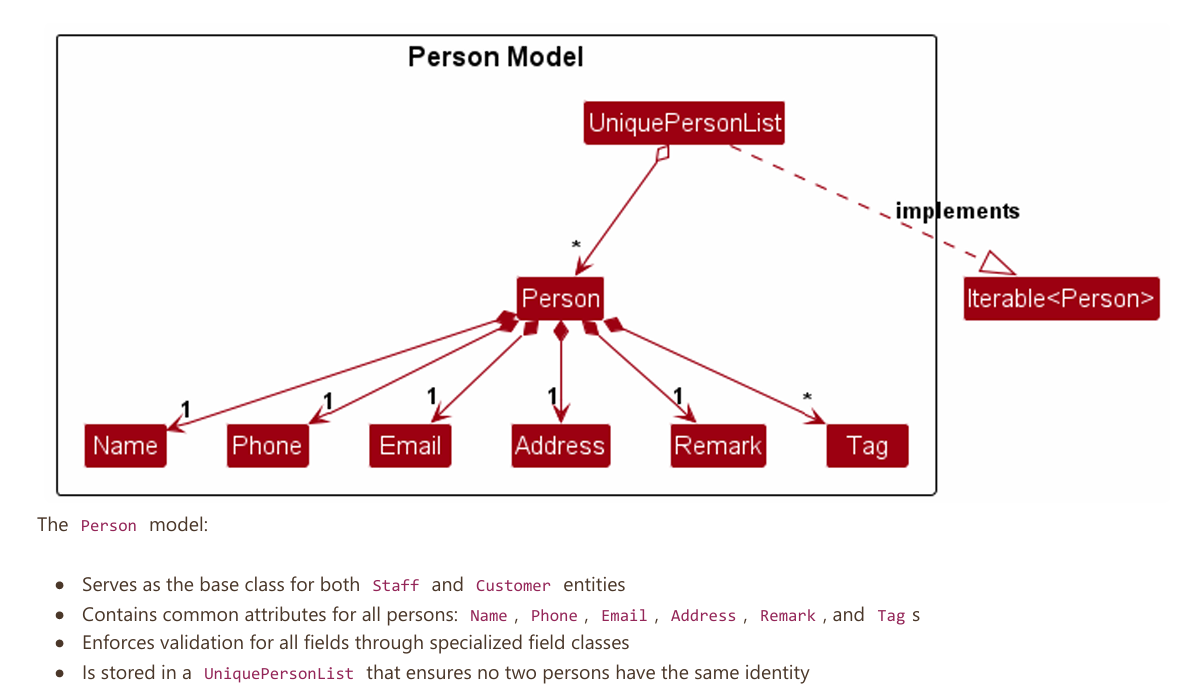 Person Model
UniquePersonList
implements
*
Person
Iterable<Person>
1 1 1 1 1 *
Name Phone Email Address Remark Tag
The Person model:
• Serves as the base class for both Staff and Customer entities
• Contains common attributes for all persons: Name , Phone , Email , Address , Remark , and Tag s
• Enforces validation for all fields through specialized field classes
• Is stored in a UniquePersonList that ensures no two persons have the same identity